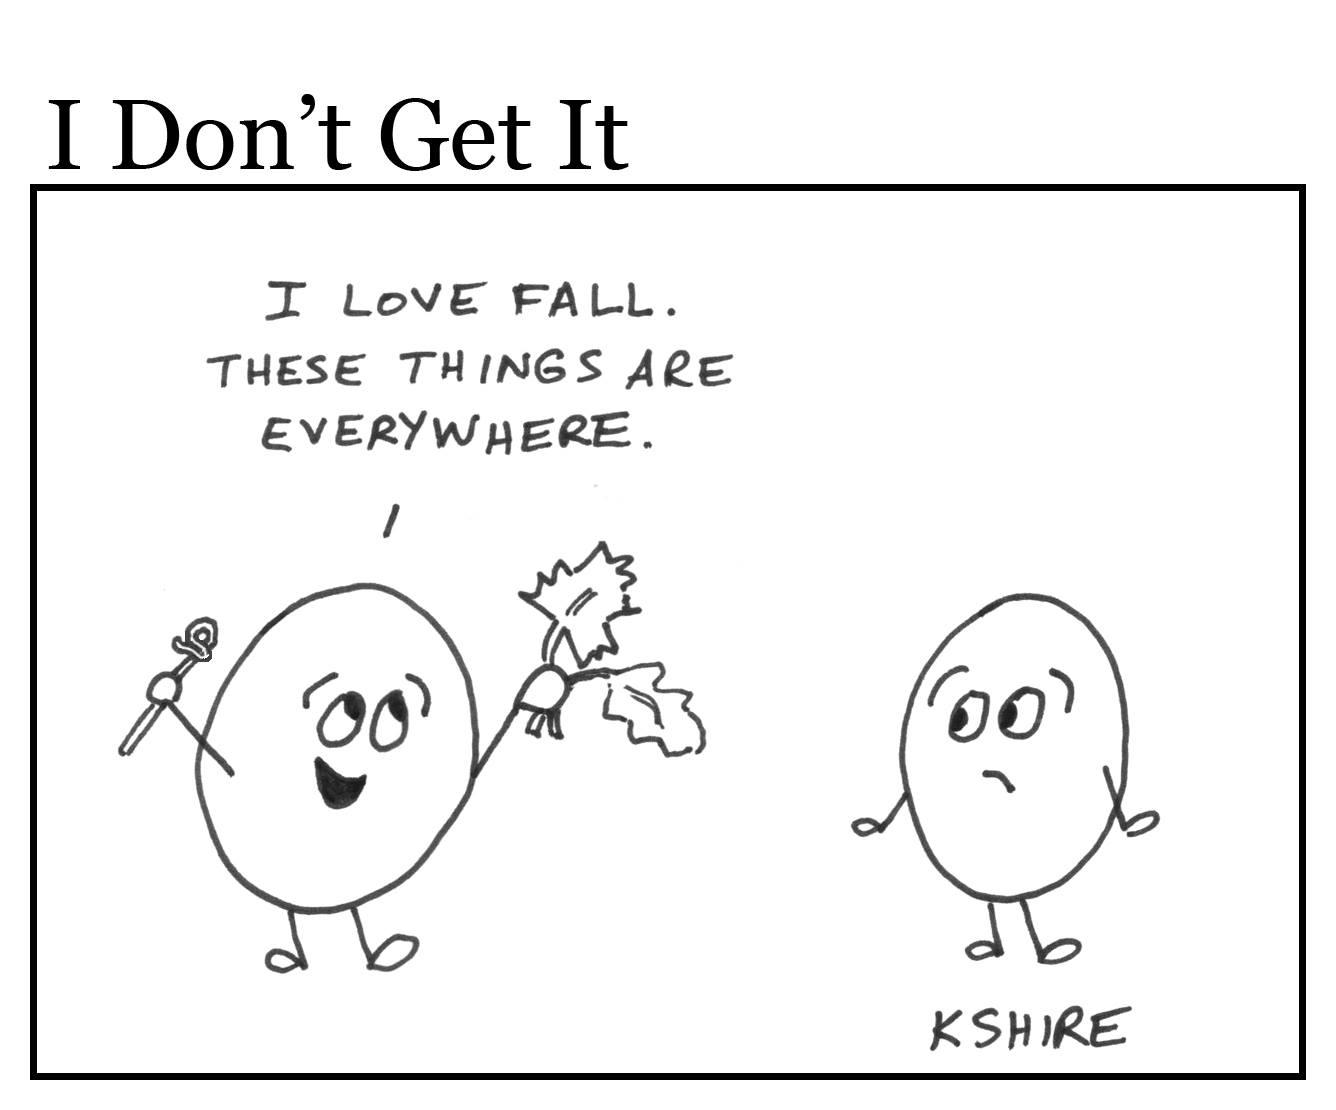 I Don’t Get It
I LOVE FALL.
THESE THINGS ARE
EVERYWHERE.
KSHIRE